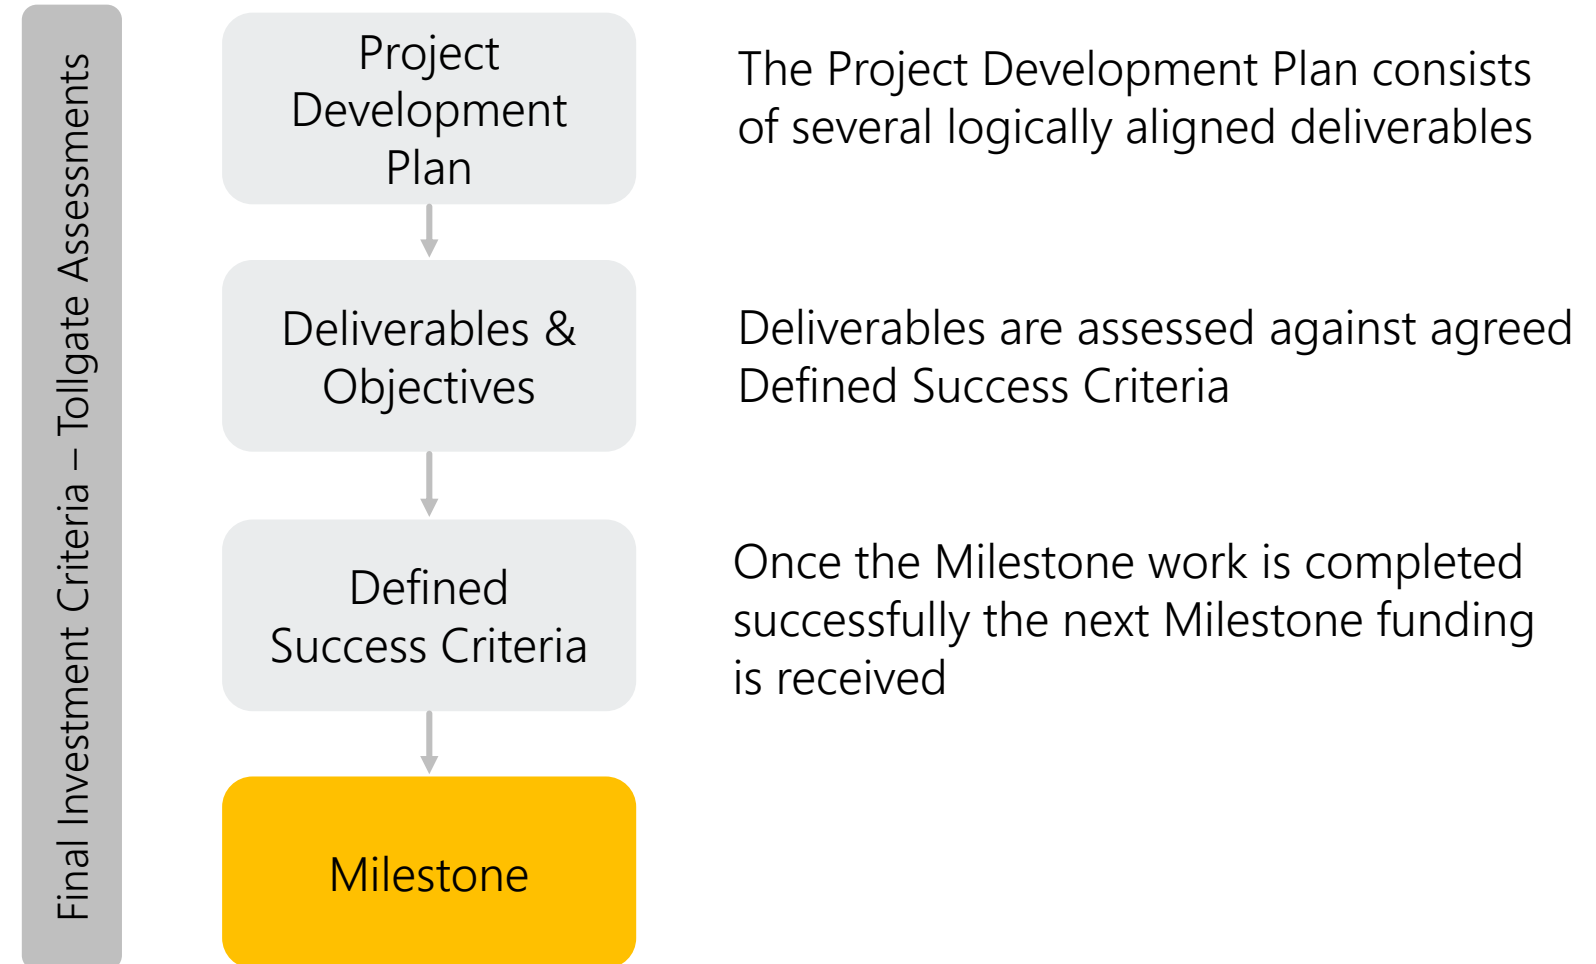 Final Investment Criteria – Tollgate Assessments
Project
Development
Plan
The Project Development Plan consists
of several logically aligned deliverables
Deliverables &
Objectives
Deliverables are assessed against agreed
Defined Success Criteria
Defined
Success Criteria
Once the Milestone work is completed
successfully the next Milestone funding
is received
Milestone